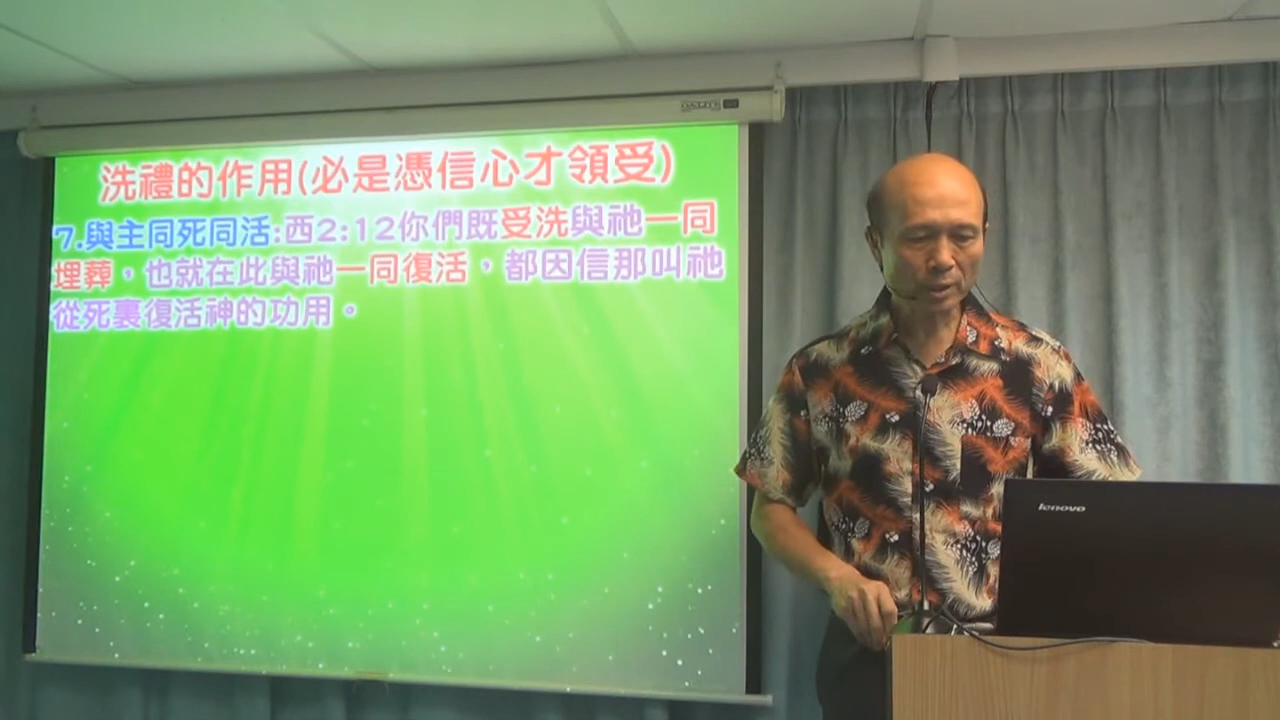 洗禮的作用(必是憑信心才領受)
7.與主同死同活:西2:12你們既受洗與祂一同
埋葬，也就在此與祂一同復活，都因信那叫祂
從死裏復活神的功用。
lenovo